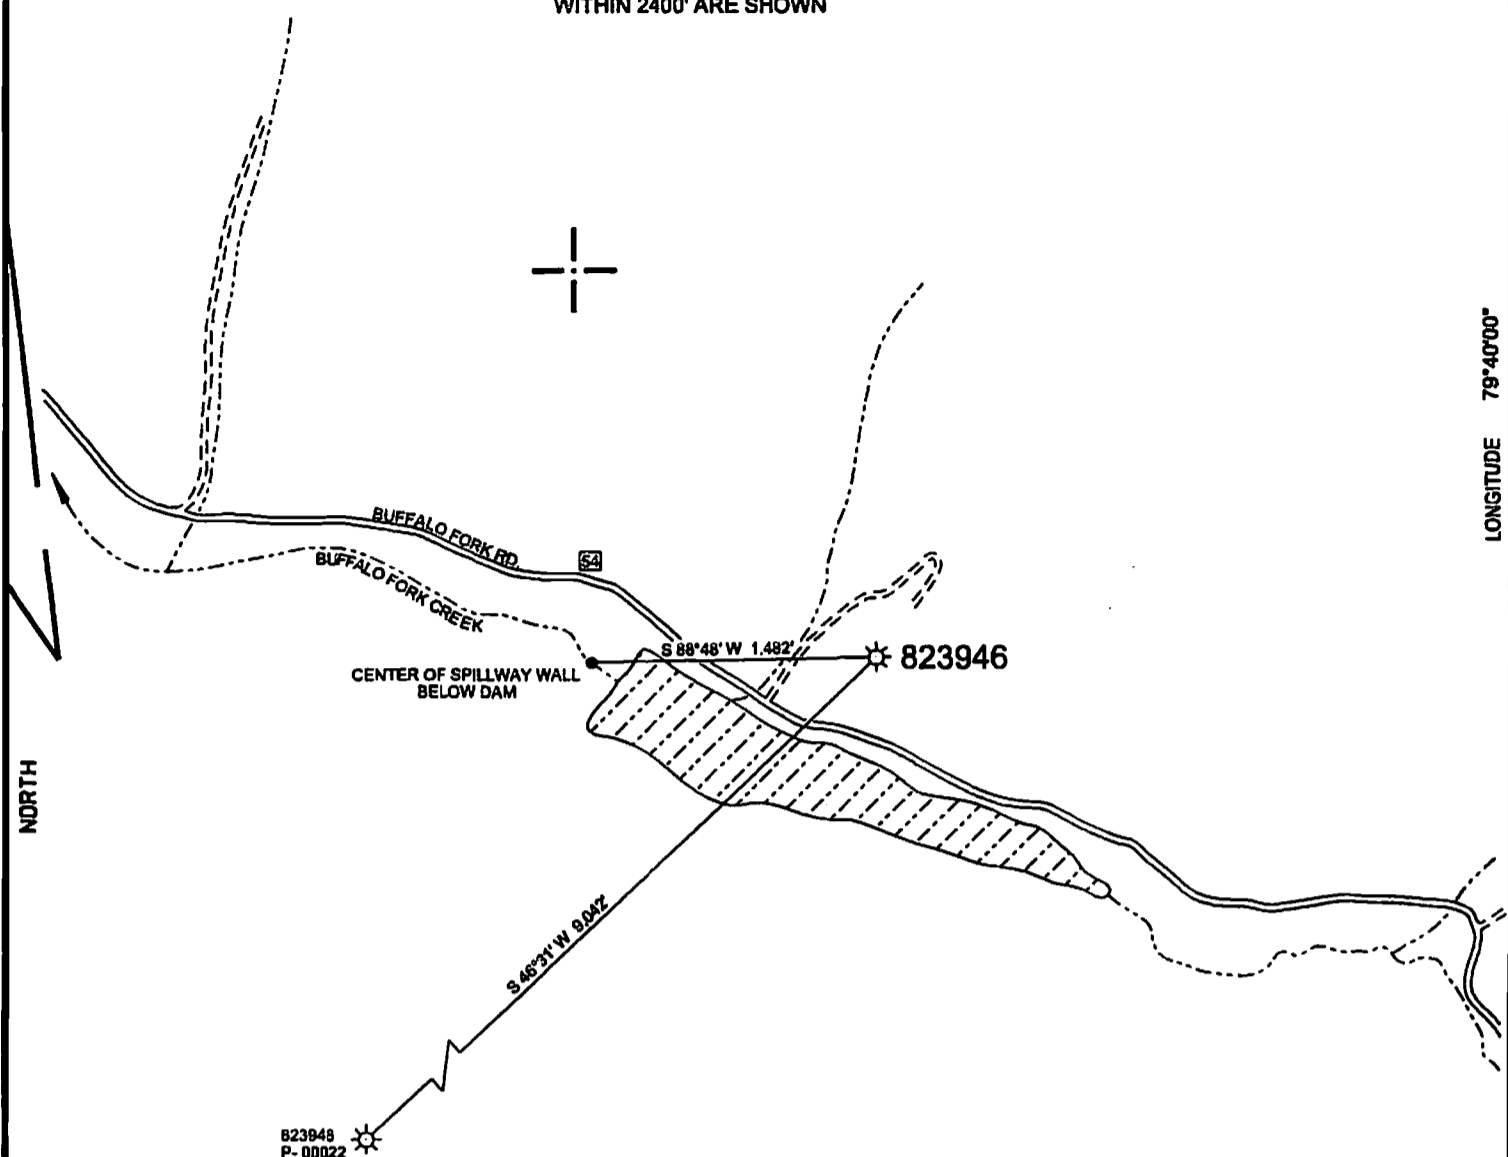 WITHIN 2400' ARE SHOWN
LONGITUDE 79°40'00"
BUFFALO FORK RD.
54
BUFFALO FORK CREEK
S 88°48' W 1,482'
823946
CENTER OF SPILLWAY WALL
BELOW DAM
NORTH
S 46°31' W 9,042'
823948
P- 00022